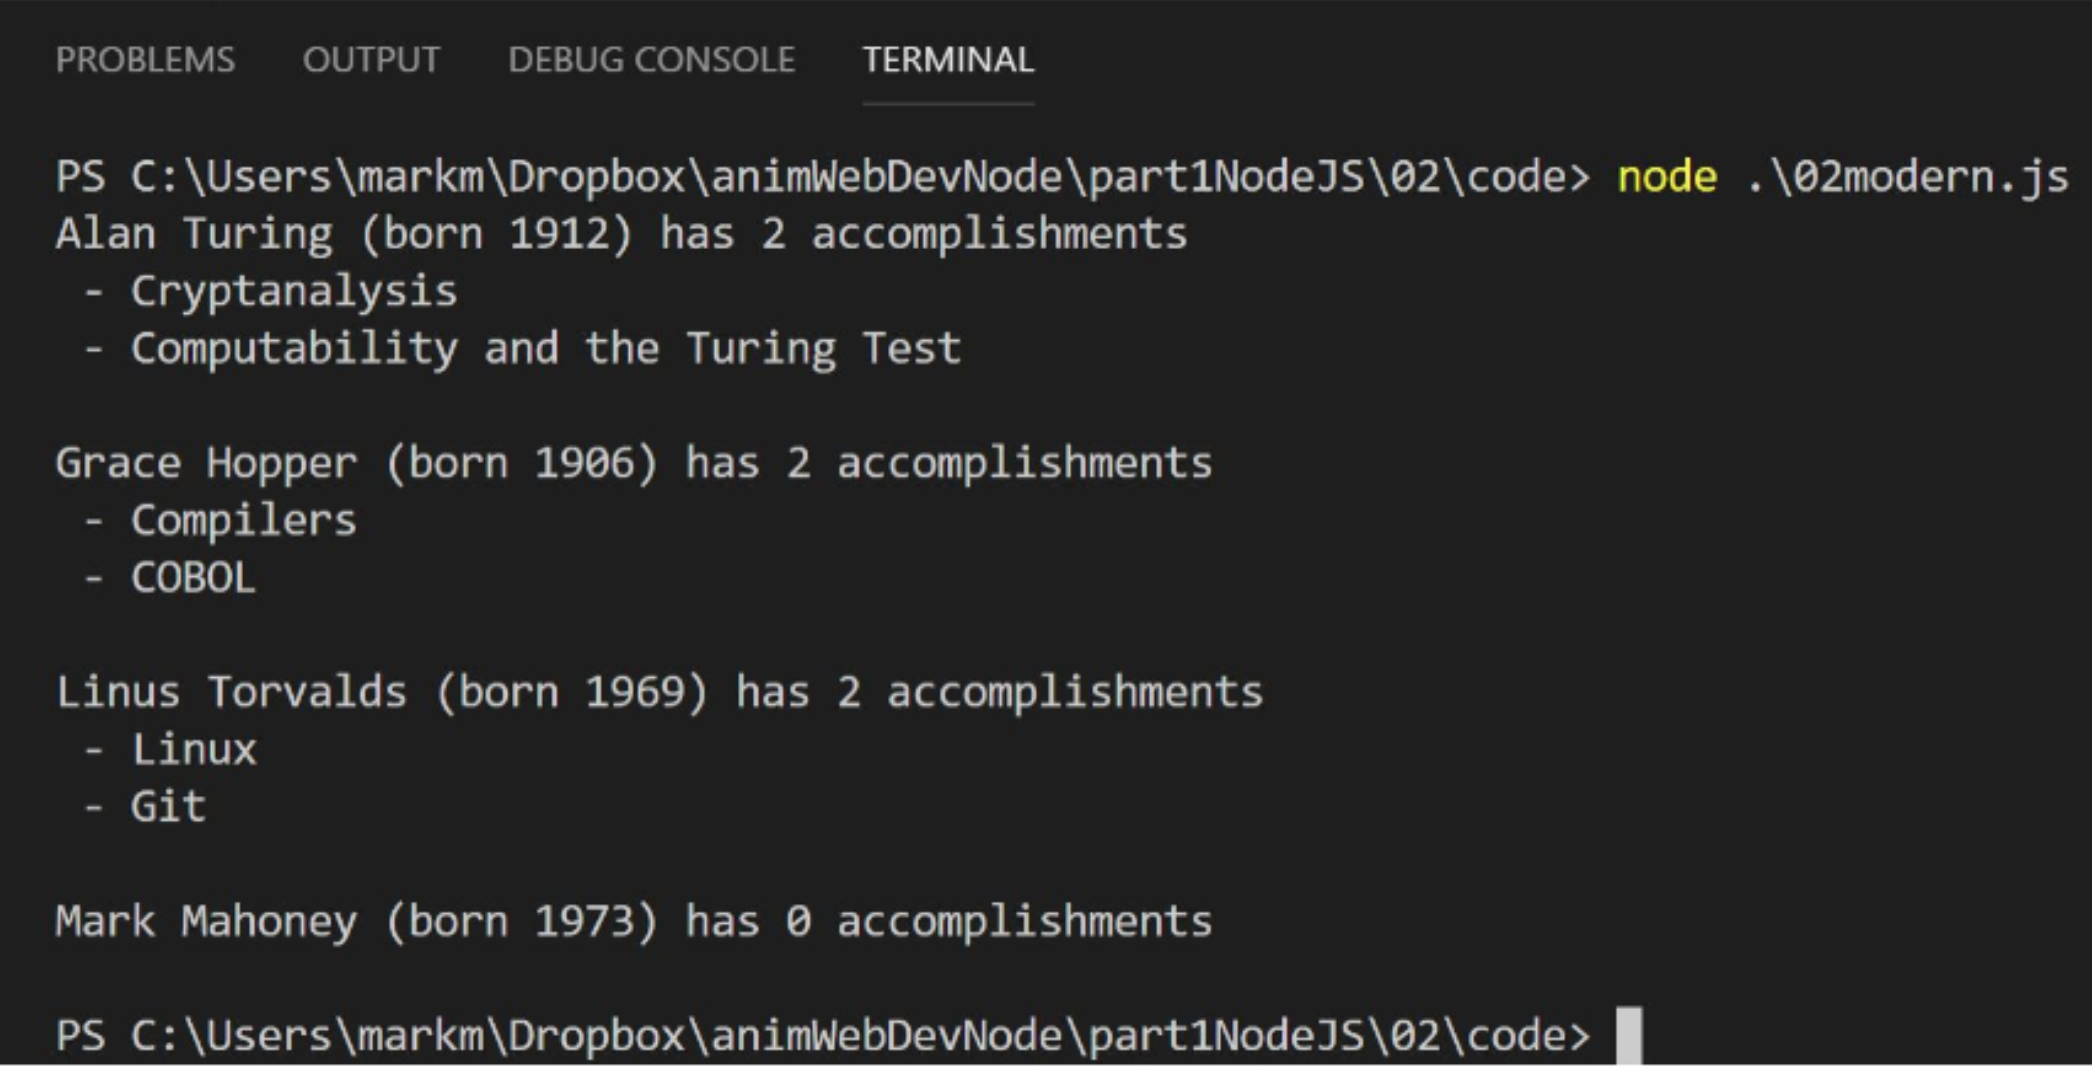 PROBLEMS OUTPUT DEBUG CONSOLE TERMINAL
PS C:\Users\markm\Dropbox\animWebDevNode\part1NodeJS\02\code> node .\02modern.js
Alan Turing (born 1912) has 2 accomplishments
 - Cryptanalysis
 - Computability and the Turing Test
Grace Hopper (born 1906) has 2 accomplishments
 - Compilers
 - COBOL
Linus Torvalds (born 1969) has 2 accomplishments
 - Linux
 - Git
Mark Mahoney (born 1973) has 0 accomplishments
PS C:\Users\markm\Dropbox\animWebDevNode\part1NodeJS\02\code>